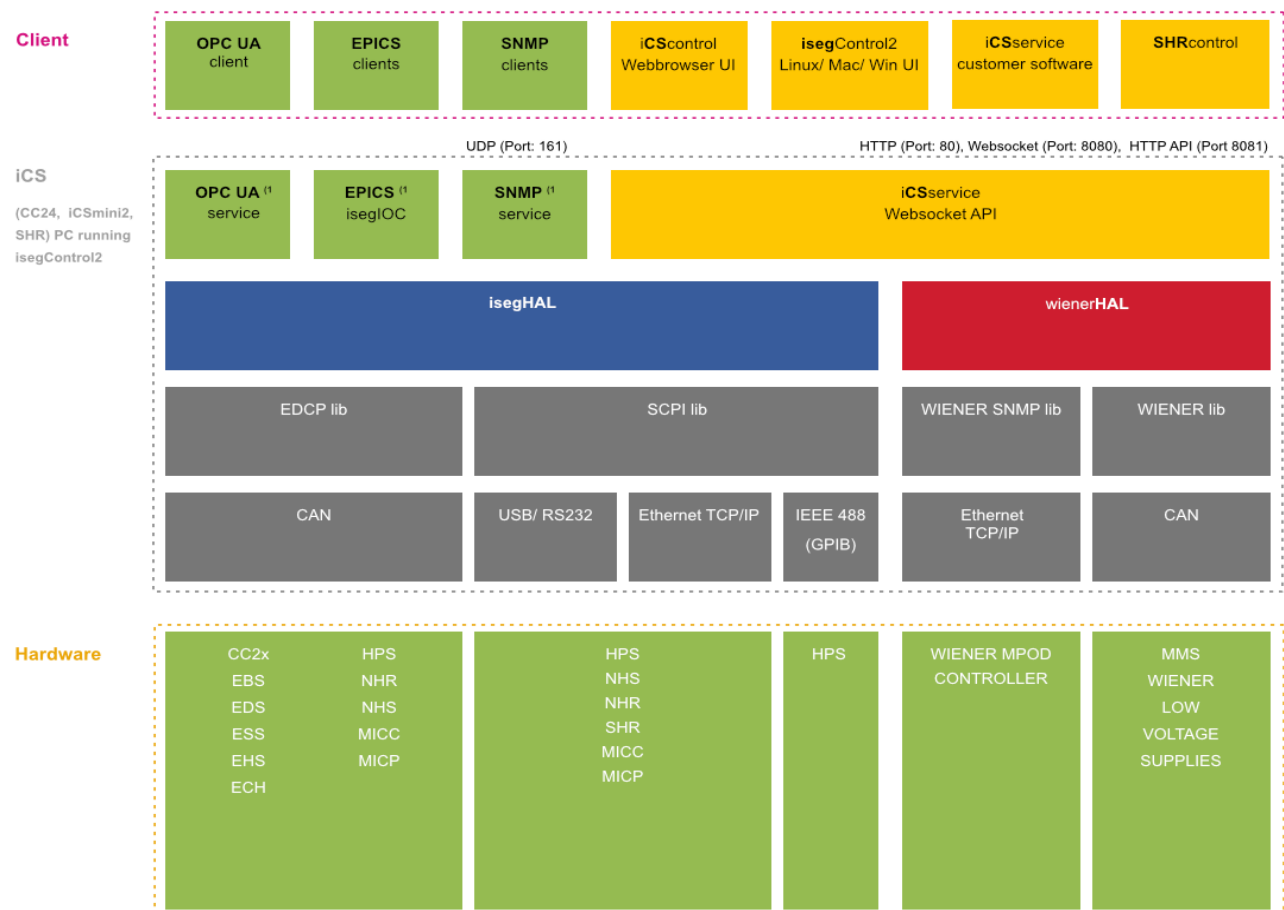 Client
OPC UA
client
EPICS
clients
SNMP
clients
iCScontrol
Webbrowser UI
isegControl2
Linux/ Mac/ Win UI
iCSservice
customer software
SHRcontrol
UDP (Port: 161)
HTTP (Port: 80), Websocket (Port: 8080), HTTP API (Port 8081)
iCS
(CC24, iCSmini2,
SHR) PC running
isegControl2
OPC UA (1
service
EPICS (1
isegIOC
SNMP (1
service
iCSservice
Websocket API
isegHAL
wienerHAL
EDCP lib
SCPI lib
WIENER SNMP lib
WIENER lib
CAN
USB/ RS232
Ethernet TCP/IP
IEEE 488
(GPIB)
Ethernet
TCP/IP
CAN
Hardware
CC2x
EBS
EDS
ESS
EHS
ECH
HPS
NHR
NHS
MICC
MICP
HPS
NHS
NHR
SHR
MICC
MICP
HPS
WIENER MPOD
CONTROLLER
MMS
WIENER
LOW
VOLTAGE
SUPPLIES